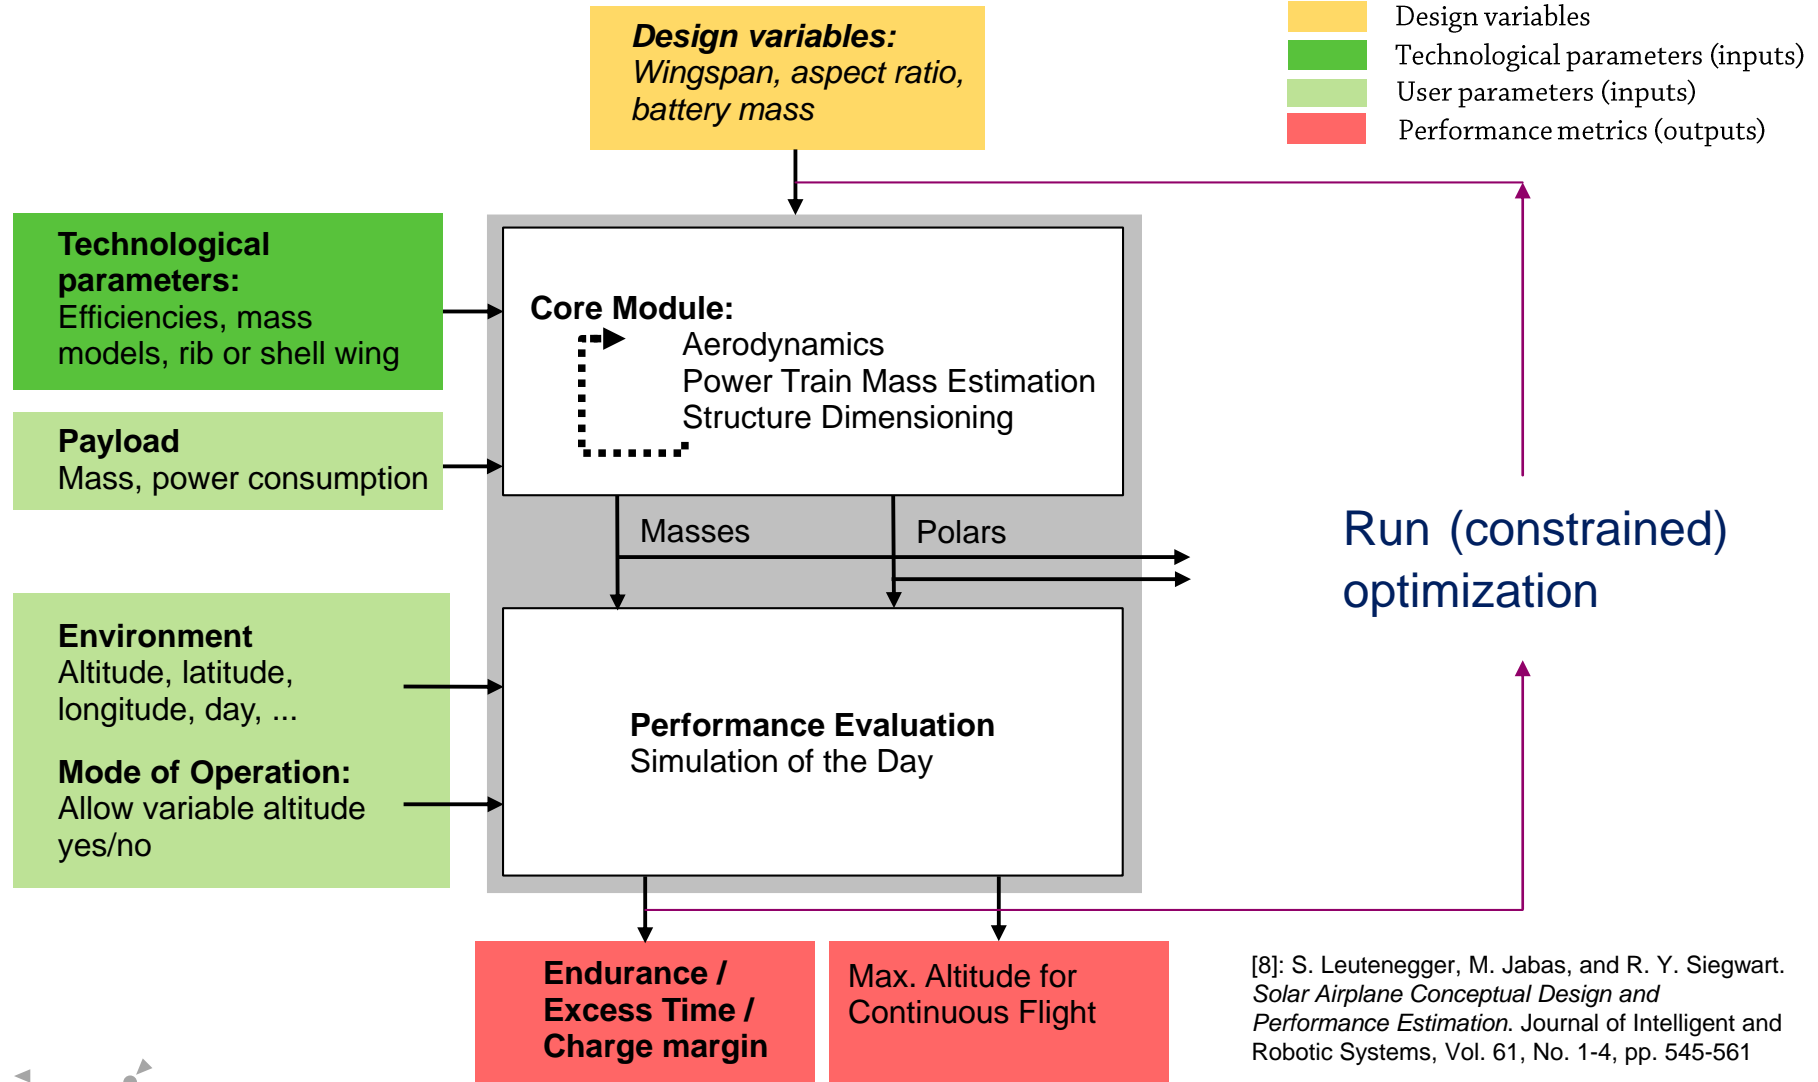 Design variables:
Wingspan, aspect ratio,
battery mass
Design variables
Technological parameters (inputs)
User parameters (inputs)
Performance metrics (outputs)
Technological
parameters:
Efficiencies, mass
models, rib or shell wing
Payload
Mass, power consumption
Core Module:
Aerodynamics
Power Train Mass Estimation
Structure Dimensioning
Masses
Polars
Run (constrained)
optimization
Environment
Altitude, latitude,
longitude, day, ...
Mode of Operation:
Allow variable altitude
yes/no
Performance Evaluation
Simulation of the Day
Endurance /
Excess Time /
Charge margin
Max. Altitude for
Continuous Flight
[8]: S. Leutenegger, M. Jabas, and R. Y. Siegwart.
Solar Airplane Conceptual Design and
Performance Estimation. Journal of Intelligent and
Robotic Systems, Vol. 61, No. 1-4, pp. 545-561